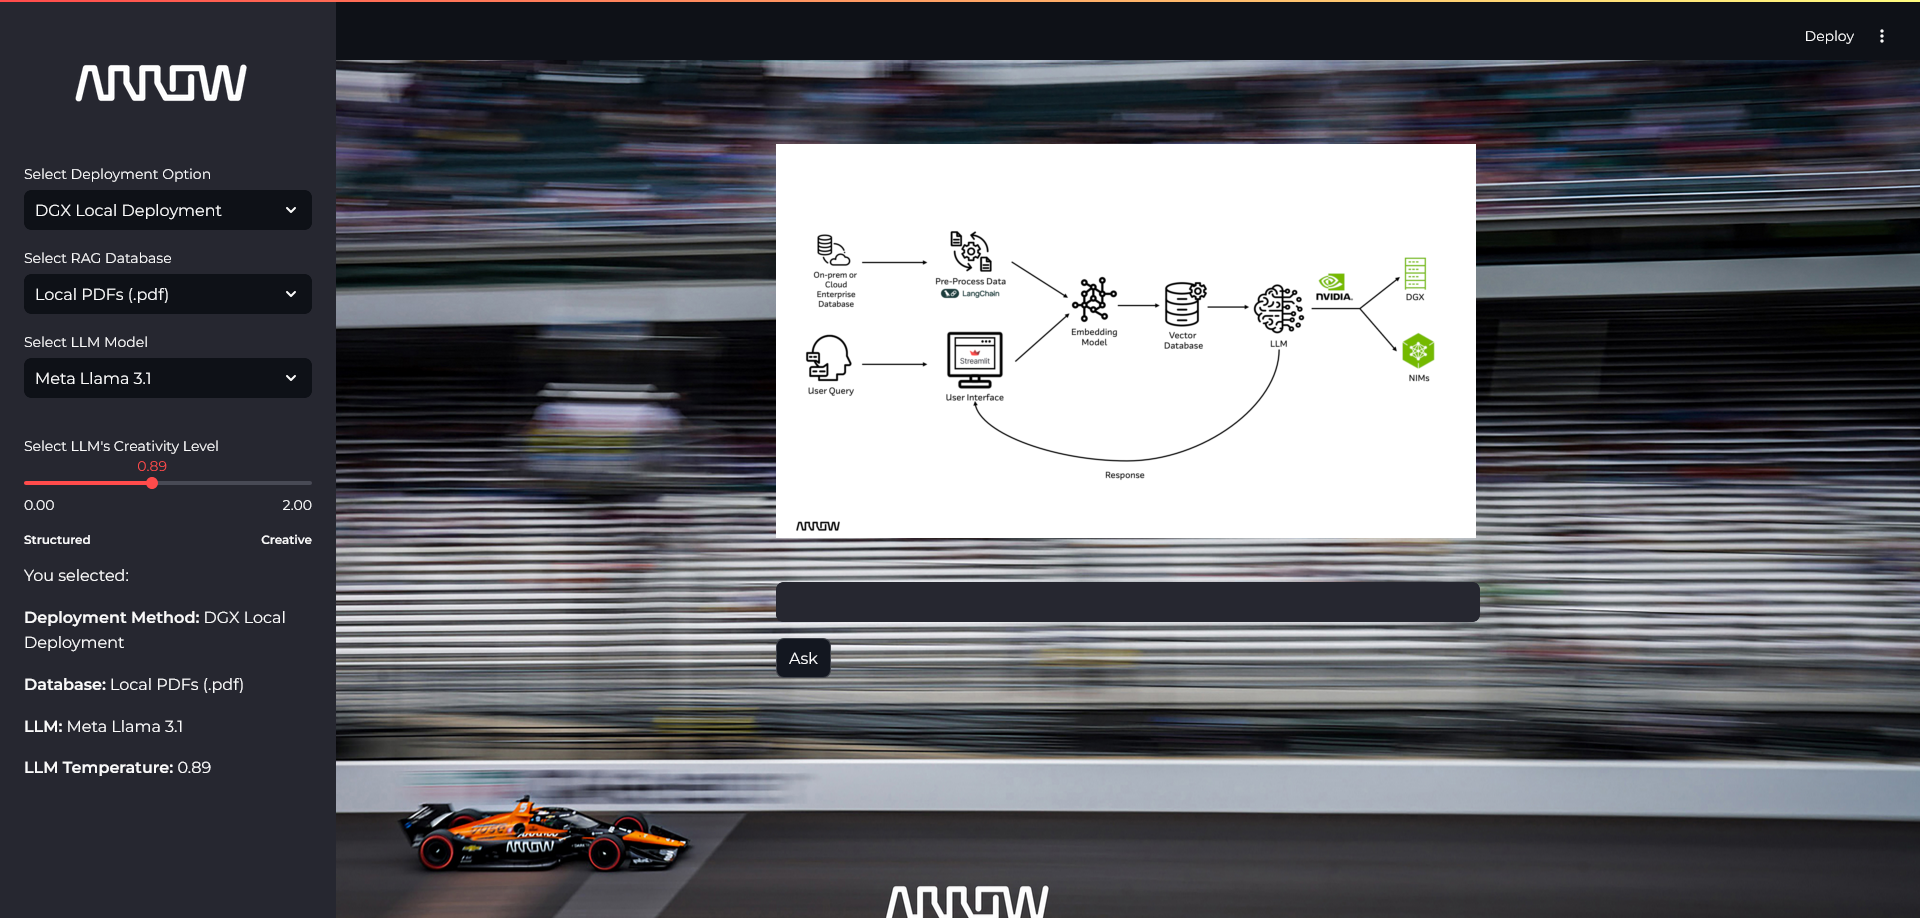 Deploy
ARROW
Select Deployment Option
DGX Local Deployment
Select RAG Database
Local PDFs (.pdf)
Select LLM Model
Meta Llama 3.1
Select LLM's Creativity Level
0.89
0.00 2.00
Structured Creative
You selected:
Deployment Method: DGX Local
Deployment
Database: Local PDFs (.pdf)
LLM: Meta Llama 3.1
LLM Temperature: 0.89
On-prem or
Cloud
Enterprise
Database
Pre-Process Data
LangChain
User Query
Streamlit
User Interface
Embedding
Model
Vector
Database
LLM
NVIDIA.
DGX
NIMs
Response
ARROW
Ask
ARROW
ARROW